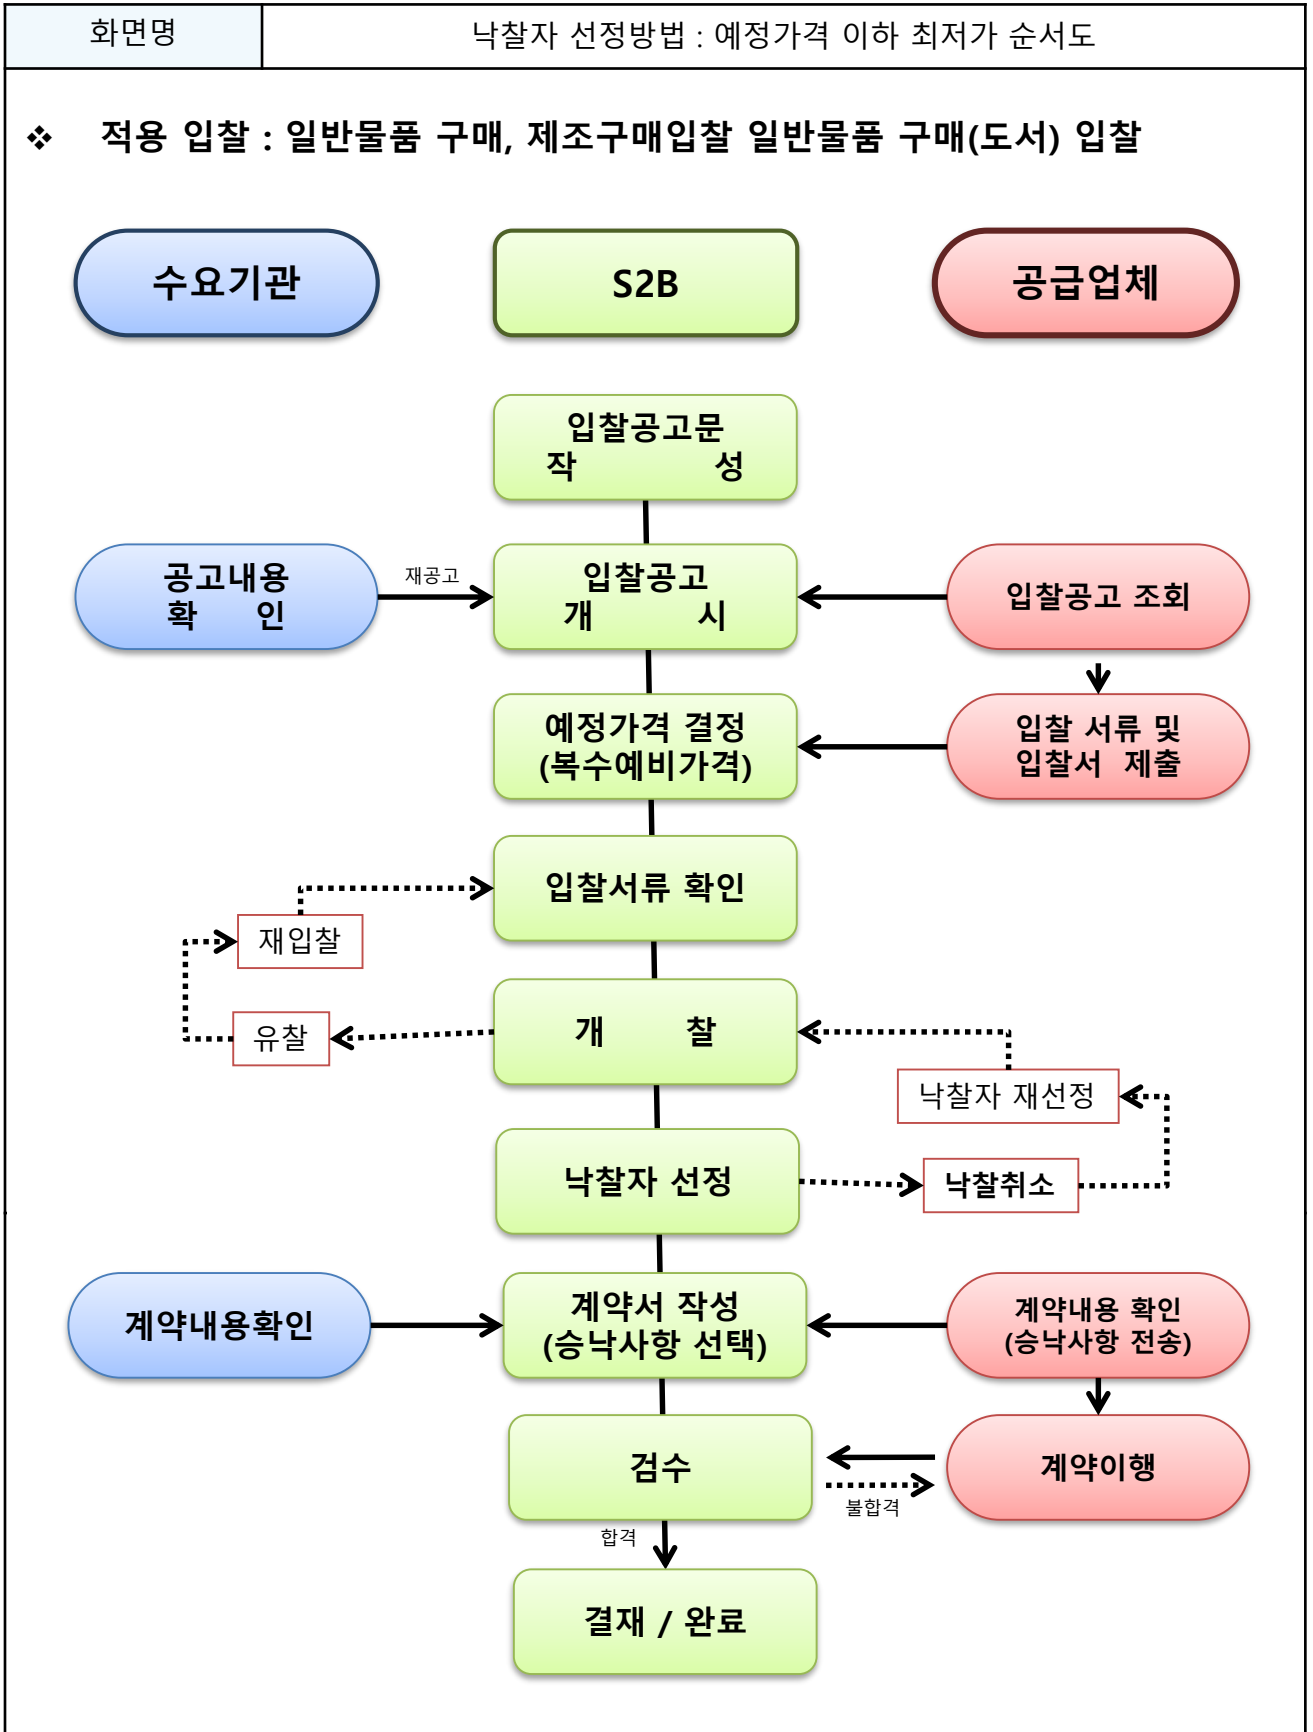 화면명
낙찰자 선정방법 : 예정가격 이하 최저가 순서도
❖ 적용 입찰 : 일반물품 구매, 제조구매입찰 일반물품 구매(도서) 입찰
수요기관
S2B
공급업체
입찰공고문
작 성
공고내용
확 인
재공고
입찰공고
개 시
입찰공고 조회
예정가격 결정
(복수예비가격)
입찰 서류 및
입찰서 제출
입찰서류 확인
재입찰
유찰
개 찰
낙찰자 재선정
낙찰자 선정
낙찰취소
계약내용확인
계약서 작성
(승낙사항 선택)
계약내용 확인
(승낙사항 전송)
검수
계약이행
불합격
합격
결재 / 완료